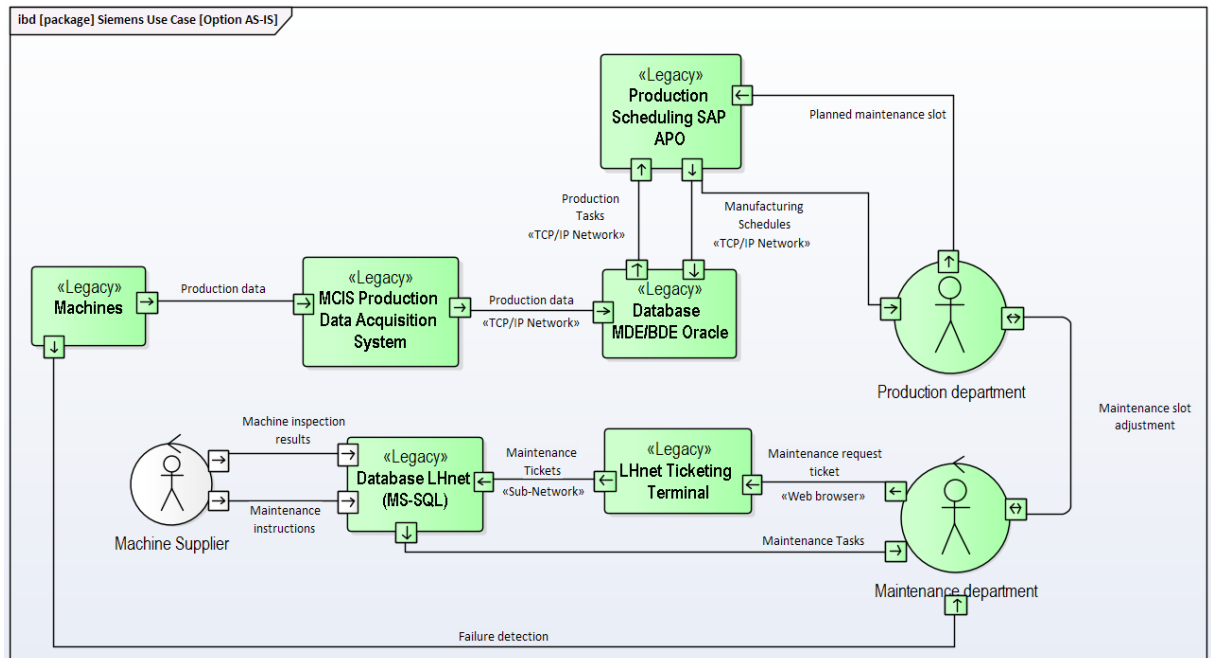 ibd [package] Siemens Use Case [Option AS-IS]
«Legacy»
Production
Scheduling SAP
APO
Planned maintenance slot
Production
Tasks
«TCP/IP Network»
Manufacturing
Schedules
«TCP/IP Network»
«Legacy»
Machines
Production data
«Legacy»
MCIS Production
Data Acquisition
System
Production data
«TCP/IP Network»
«Legacy»
Database
MDE/BDE Oracle
Production department
Maintenance slot
adjustment
Machine Supplier
Machine inspection
results
Maintenance
instructions
«Legacy»
Database LHnet
(MS-SQL)
Maintenance
Tickets
«Sub-Network»
«Legacy»
LHnet Ticketing
Terminal
Maintenance request
ticket
«Web browser»
Maintenance Tasks
Maintenance department
Failure detection